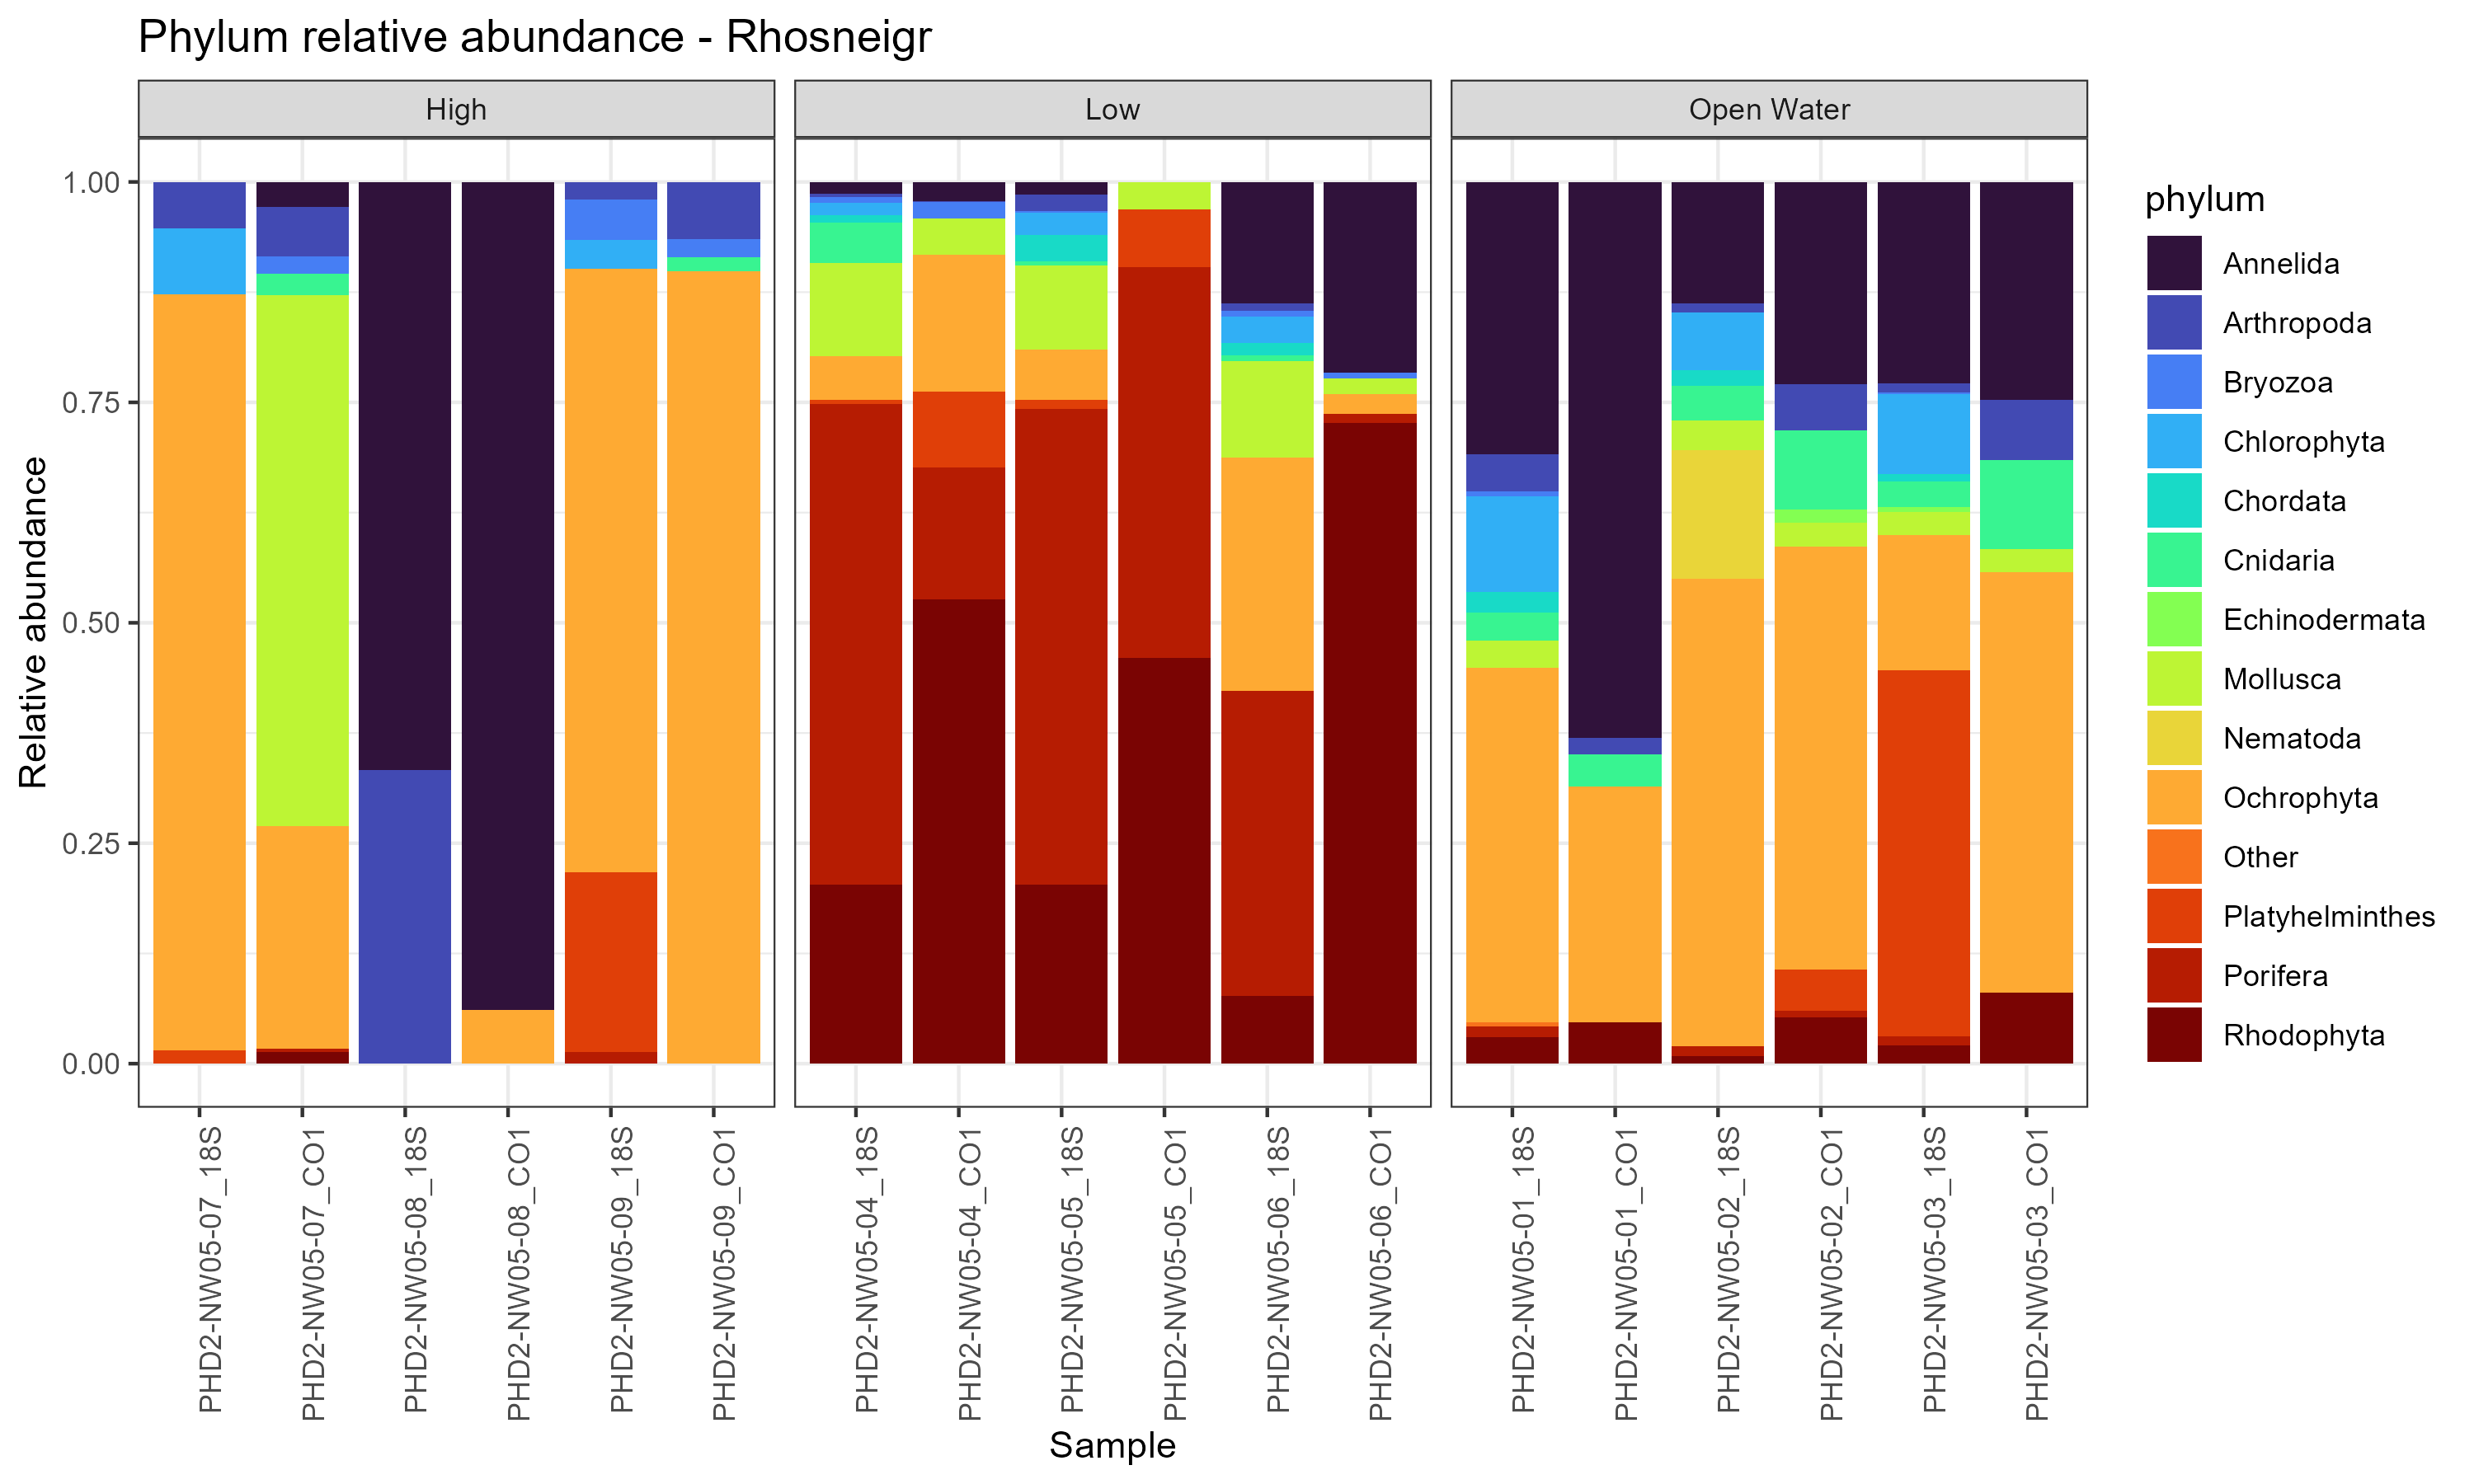 Phylum relative abundance - Rhosneigr
High
Low
Open Water
Relative abundance
1.00
0.75
0.50
0.25
0.00
PHD2-NW05-07_18S
PHD2-NW05-07_CO1
PHD2-NW05-08_18S
PHD2-NW05-08_CO1
PHD2-NW05-09_18S
PHD2-NW05-09_CO1
PHD2-NW05-04_18S
PHD2-NW05-04_CO1
PHD2-NW05-05_18S
PHD2-NW05-05_CO1
PHD2-NW05-06_18S
PHD2-NW05-06_CO1
PHD2-NW05-01_18S
PHD2-NW05-01_CO1
PHD2-NW05-02_18S
PHD2-NW05-02_CO1
PHD2-NW05-03_18S
PHD2-NW05-03_CO1
Sample
phylum
Annelida
Arthropoda
Bryozoa
Chlorophyta
Chordata
Cnidaria
Echinodermata
Mollusca
Nematoda
Ochrophyta
Other
Platyhelminthes
Porifera
Rhodophyta